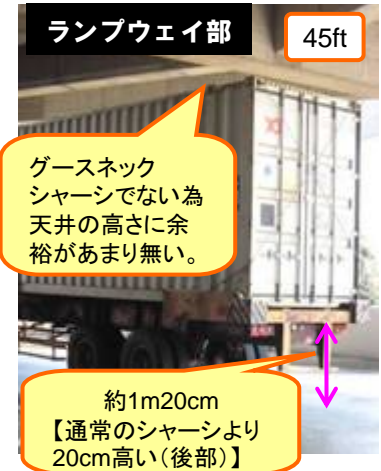 ランプウェイ部
45ft
グースネック
シャーシでない為
天井の高さに余
裕があまり無い。
約1m20cm
【通常のシャーシより
20cm高い（後部）】